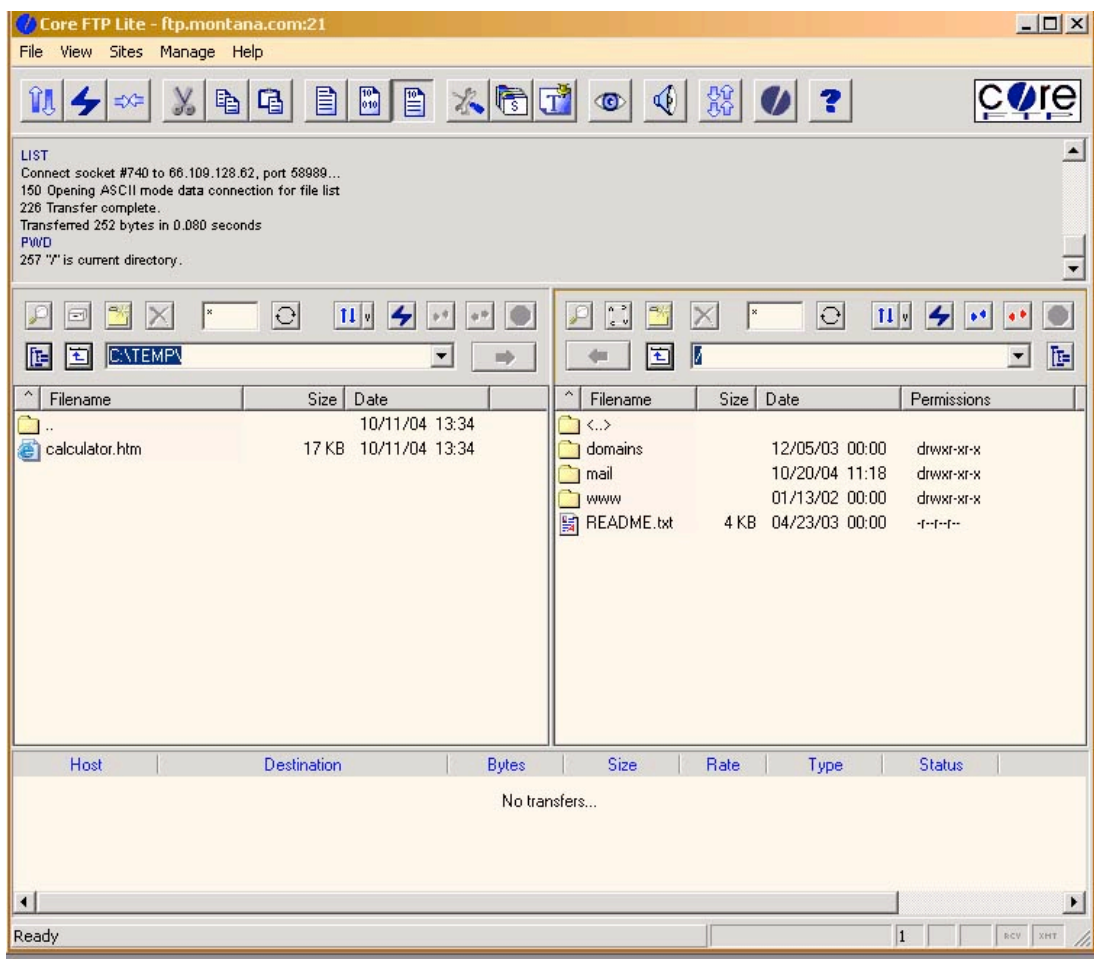 Core FTP Lite - ftp.montana.com:21
File View Sites Manage Help
core
LIST
Connect socket #740 to 66.109.128.62, port 58989...
150 Opening ASCII mode data connection for file list
226 Transfer complete.
Transferred 252 bytes in 0.080 seconds
PWD
257 "/" is current directory.
*
*
C:\TEMP\
/
^ Filename Size Date
..  10/11/04 13:34
calculator.htm 17 KB 10/11/04 13:34
^ Filename Size Date Permissions
<..>
domains 12/05/03 00:00 drwxr-xr-x
mail 10/20/04 11:18 drwxr-xr-x
www 01/13/02 00:00 drwxr-xr-x
README.txt 4 KB 04/23/03 00:00 -r--r--r--
Host Destination Bytes Size Rate Type Status
No transfers...
Ready 1 RCV XMT